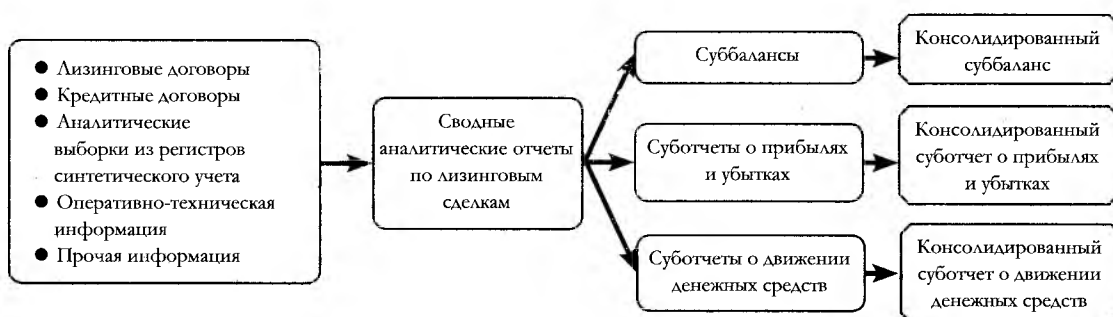 ● Лизинговые договоры
● Кредитные договоры
● Аналитические
выборки из регистров
синтетического учета
● Оперативно-техническая
информация
● Прочая информация
Сводные
аналитические отчеты
по лизинговым
сделкам
Суббалансы
Консолидированный
суббаланс
Суботчеты о прибылях
и убытках
Консолидированный
суботчет о прибылях
и убытках
Суботчеты о движении
денежных средств
Консолидированный
суботчет о движении
денежных средств